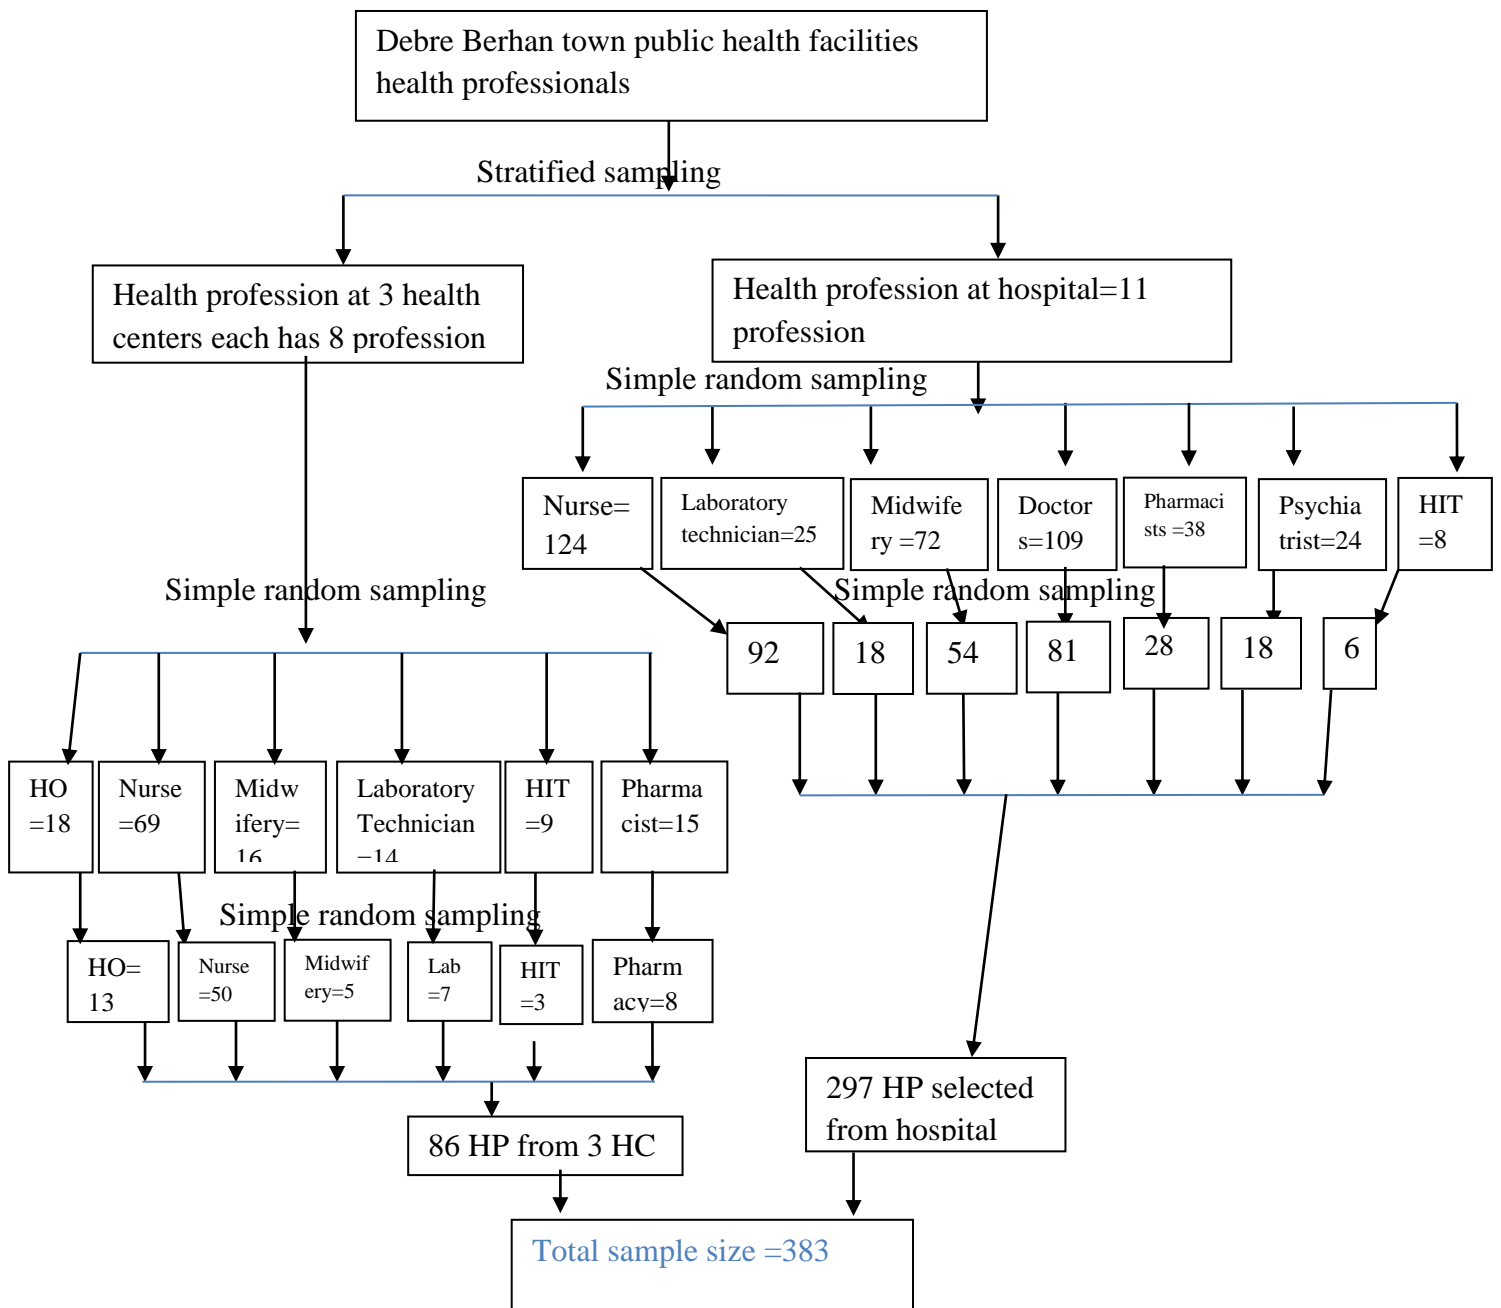 Debre Berhan town public health facilities
health professionals
Stratified sampling
Health profession at 3 health
centers each has 8 profession
Health profession at hospital=11
profession
Simple random sampling
Nurse=
124
Laboratory
technician=25
Midwife
ry =72
Doctor
s=109
Pharmaci
sts =38
Psychia
trist=24
HIT
=8
Simple random sampling
Simple random sampling
92
18
54
81
28
18
6
HO
=18
Nurse
=69
Midw
ifery=
16
Laboratory
Technician
=14
HIT
=9
Pharma
cist=15
Simple random sampling
HO=
13
Nurse
=50
Midwif
ery=5
Lab
=7
HIT
=3
Pharm
acy=8
297 HP selected
from hospital
86 HP from 3 HC
Total sample size =383